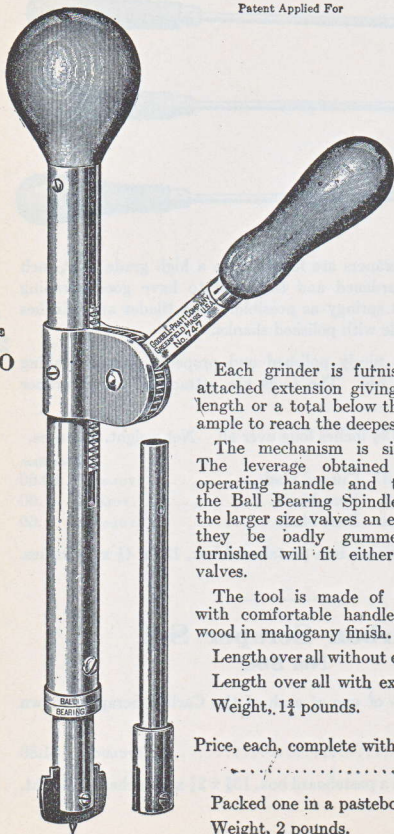 Patent Applied For
GOODELL-PRATT COMPANY
GREENFIELD, MASS. U.S.A.
No. 747
O
Each grinder is furnis
attached extension giving
length or a total below th
ample to reach the deepes
The mechanism is si
The leverage obtained
operating handle and t
the Ball Bearing Spindle
the larger size valves an e
they be badly gumme
furnished will fit either
valves.
The tool is made of
with comfortable handle
wood in mahogany finish.
Length over all without e
Length over all with ex
Weight, 1¾ pounds.
BALL
BEARING
Price, each, complete with
Packed one in a pastebo
Weight, 2 pounds.